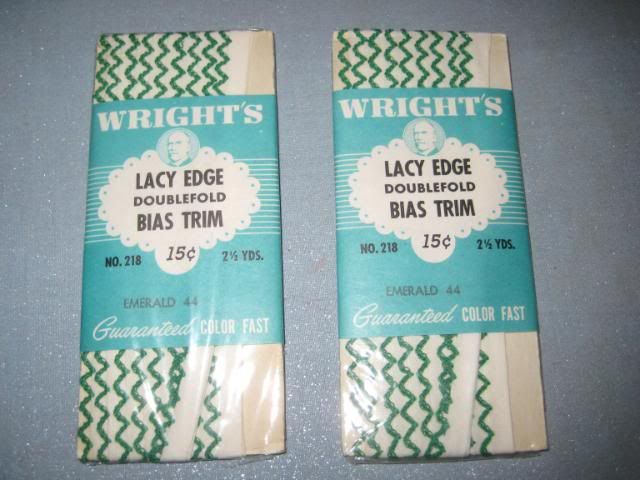 WRIGHT'S
LACY EDGE
DOUBLEFOLD
BIAS TRIM
NO. 218 15¢ 2½ YDS.
EMERALD 44
Guaranteed COLOR FAST
WRIGHT'S
LACY EDGE
DOUBLEFOLD
BIAS TRIM
NO. 218 15¢ 2½ YDS.
EMERALD 44
Guaranteed COLOR FAST